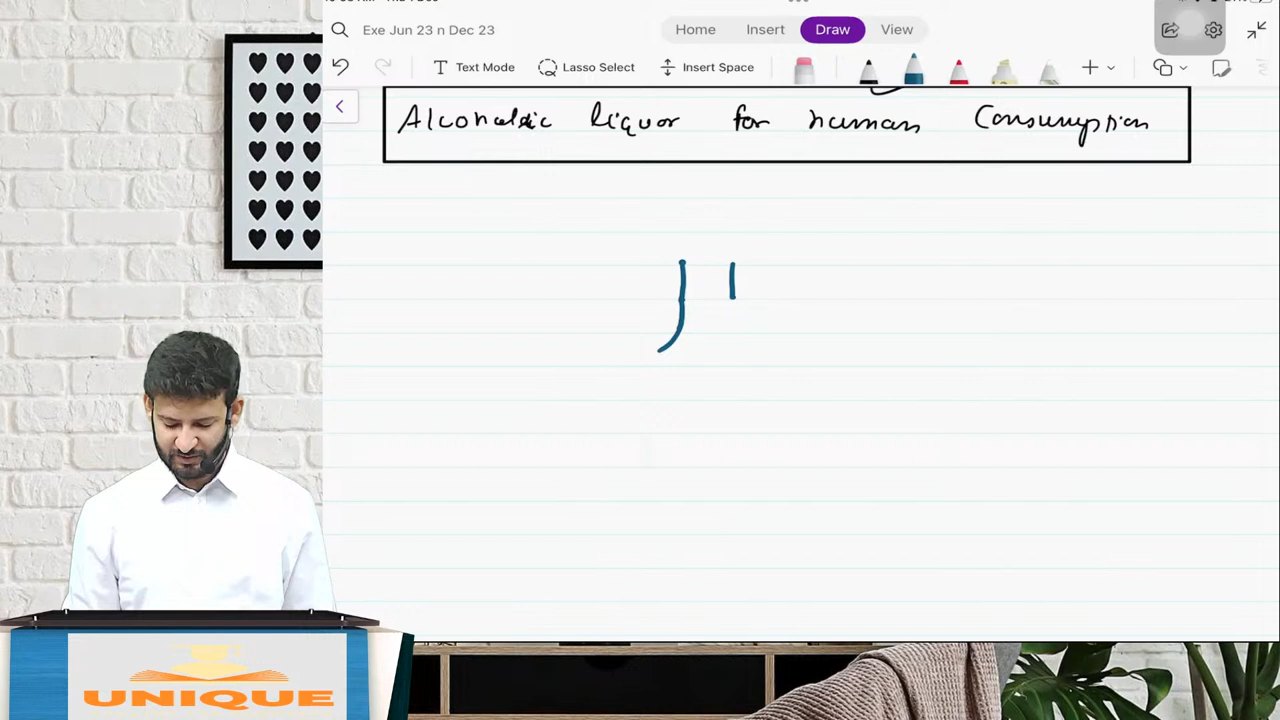 Exe Jun 23 n Dec 23
Home Insert Draw View
Text Mode Lasso Select Insert Space
Alcoholic liquor for human Consumption
UNIQUE